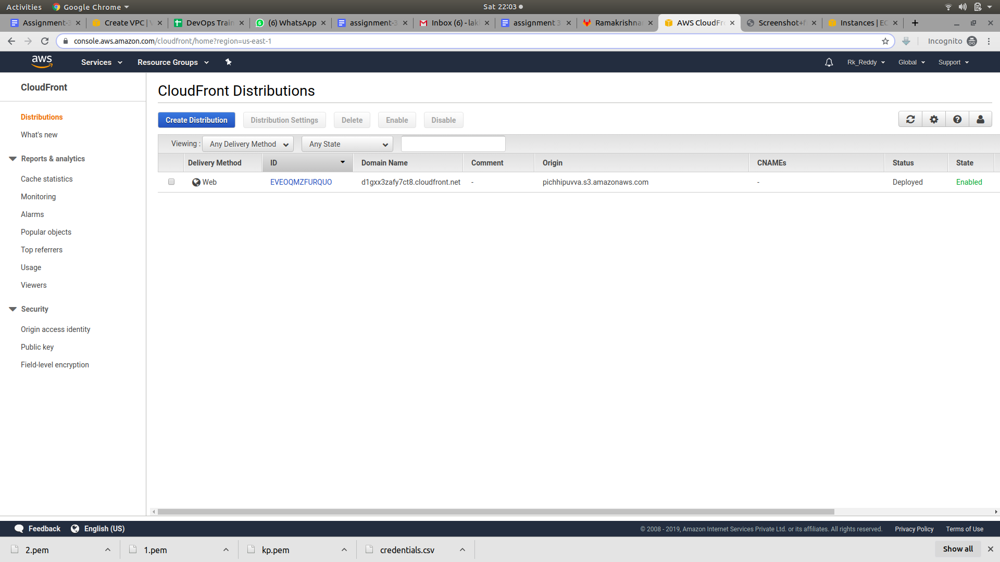 Activities Google Chrome Sat 22:03
Assignment-3 Create VPC | V DevOps Train (6) WhatsApp assignment-3 Inbox (6) - lak assignment 3 Ramakrishna AWS CloudFr Screenshot+f Instances | EC
console.aws.amazon.com/cloudfront/home?region=us-east-1 Incognito
aws Services Resource Groups Rk_Reddy Global Support
CloudFront
Distributions
What's new
Reports & analytics
Cache statistics
Monitoring
Alarms
Popular objects
Top referrers
Usage
Viewers
Security
Origin access identity
Public key
Field-level encryption
CloudFront Distributions
Create Distribution Distribution Settings Delete Enable Disable
Viewing : Any Delivery Method Any State
Delivery Method ID Domain Name Comment Origin CNAMEs Status State
Web EVEOQMZFURQUO d1gxx3zafy7ct8.cloudfront.net - pichhipuvva.s3.amazonaws.com - Deployed Enabled
Feedback English (US) © 2008 - 2019, Amazon Internet Services Private Ltd. or its affiliates. All rights reserved. Privacy Policy Terms of Use
2.pem 1.pem kp.pem credentials.csv Show all